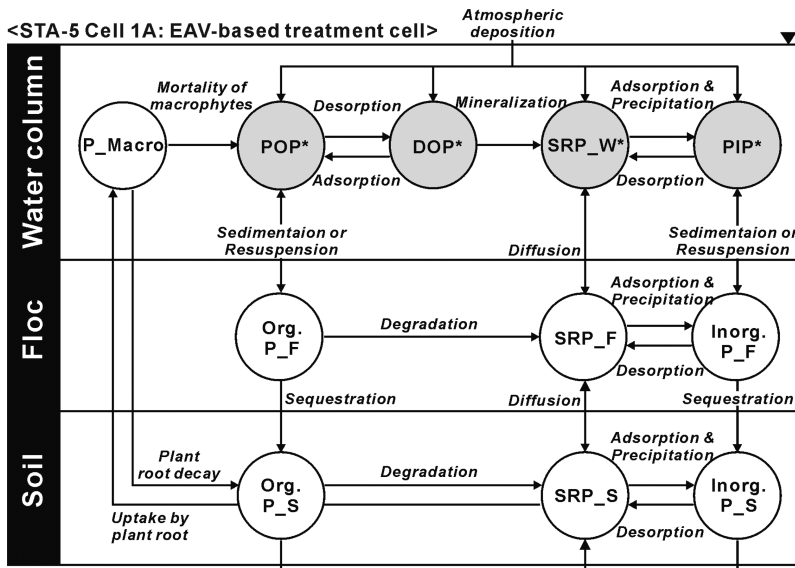 <STA-5 Cell 1A: EAV-based treatment cell>
Atmospheric
deposition
Water column
Mortality of
macrophytes
Desorption
Mineralization
Adsorption &
Precipitation
P_Macro
POP*
DOP*
SRP_W*
PIP*
Adsorption
Desorption
Sedimentaion or
Resuspension
Diffusion
Sedimentation or
Resuspension
Floc
Adsorption &
Precipitation
Org.
P_F
Degradation
SRP_F
Inorg.
P_F
Desorption
Sequestration
Diffusion
Sequestration
Soil
Plant
root decay
Adsorption &
Precipitation
Org.
P_S
Degradation
SRP_S
Inorg.
P_S
Uptake by
plant root
Desorption